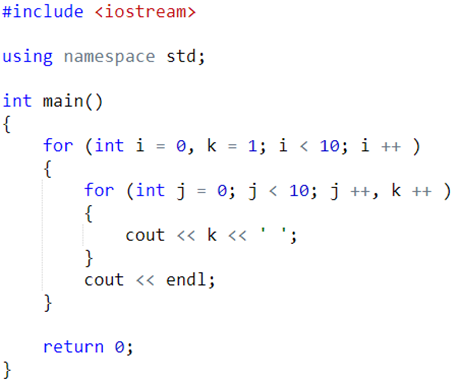 #include <iostream>
using namespace std;
int main()
{
    for (int i = 0, k = 1; i < 10; i ++ )
    {
        for (int j = 0; j < 10; j ++, k ++ )
        {
            cout << k << ' ';
        }
        cout << endl;
    }
    return 0;
}